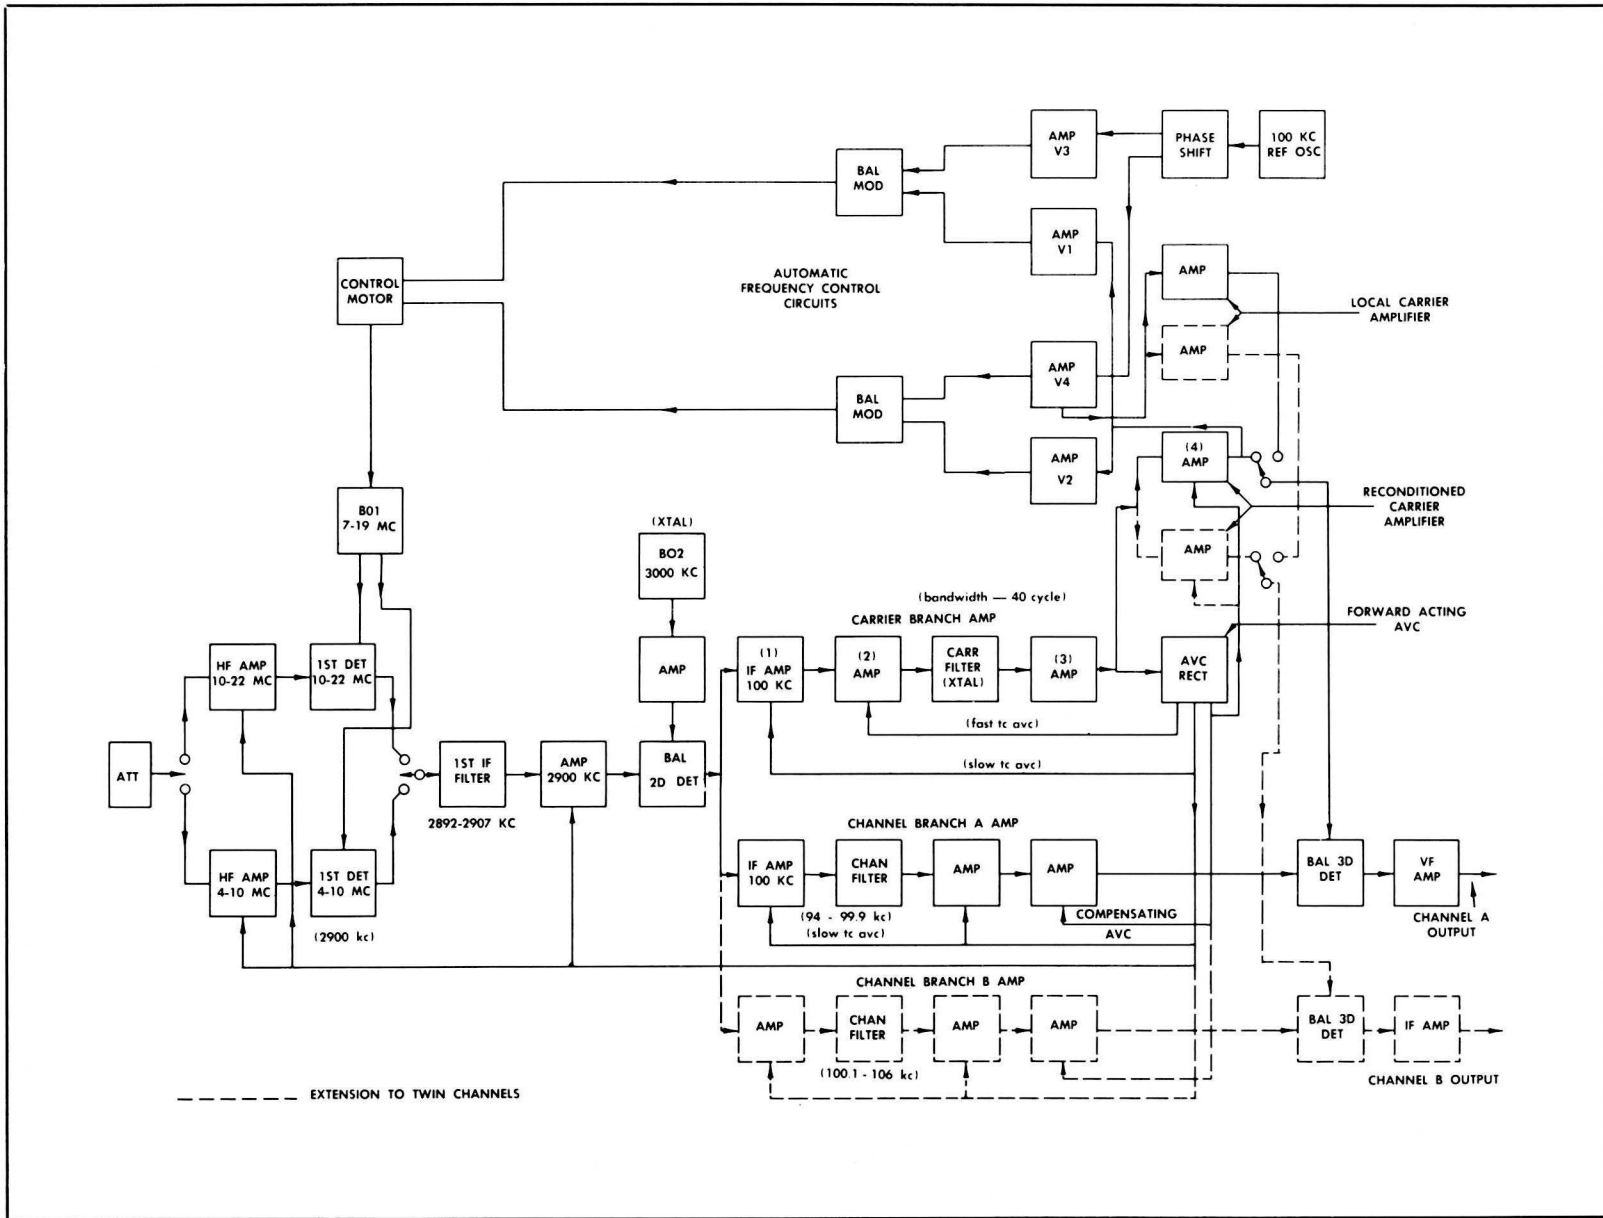 AMP
V3
PHASE
SHIFT
100 KC
REF OSC
BAL
MOD
AMP
V1
CONTROL
MOTOR
AUTOMATIC
FREQUENCY CONTROL
CIRCUITS
AMP
LOCAL CARRIER
AMPLIFIER
AMP
AMP
V4
BAL
MOD
AMP
V2
(4)
AMP
RECONDITIONED
CARRIER
AMPLIFIER
AMP
BO1
7-19 MC
(XTAL)
BO2
3000 KC
(bandwidth — 40 cycle)
CARRIER BRANCH AMP
FORWARD ACTING
AVC
HF AMP
10-22 MC
1ST DET
10-22 MC
AMP
(1)
IF AMP
100 KC
(2)
AMP
CARR
FILTER
(XTAL)
(3)
AMP
AVC
RECT
(fast tc avc)
(slow tc avc)
ATT
1ST IF
FILTER
AMP
2900 KC
BAL
2D DET
2892-2907 KC
CHANNEL BRANCH A AMP
HF AMP
4-10 MC
1ST DET
4-10 MC
(2900 kc)
IF AMP
100 KC
CHAN
FILTER
AMP
AMP
BAL 3D
DET
VF
AMP
(94 - 99.9 kc)
(slow tc avc)
COMPENSATING
AVC
CHANNEL A
OUTPUT
CHANNEL BRANCH B AMP
AMP
CHAN
FILTER
AMP
AMP
BAL 3D
DET
IF AMP
(100.1 - 106 kc)
CHANNEL B OUTPUT
EXTENSION TO TWIN CHANNELS